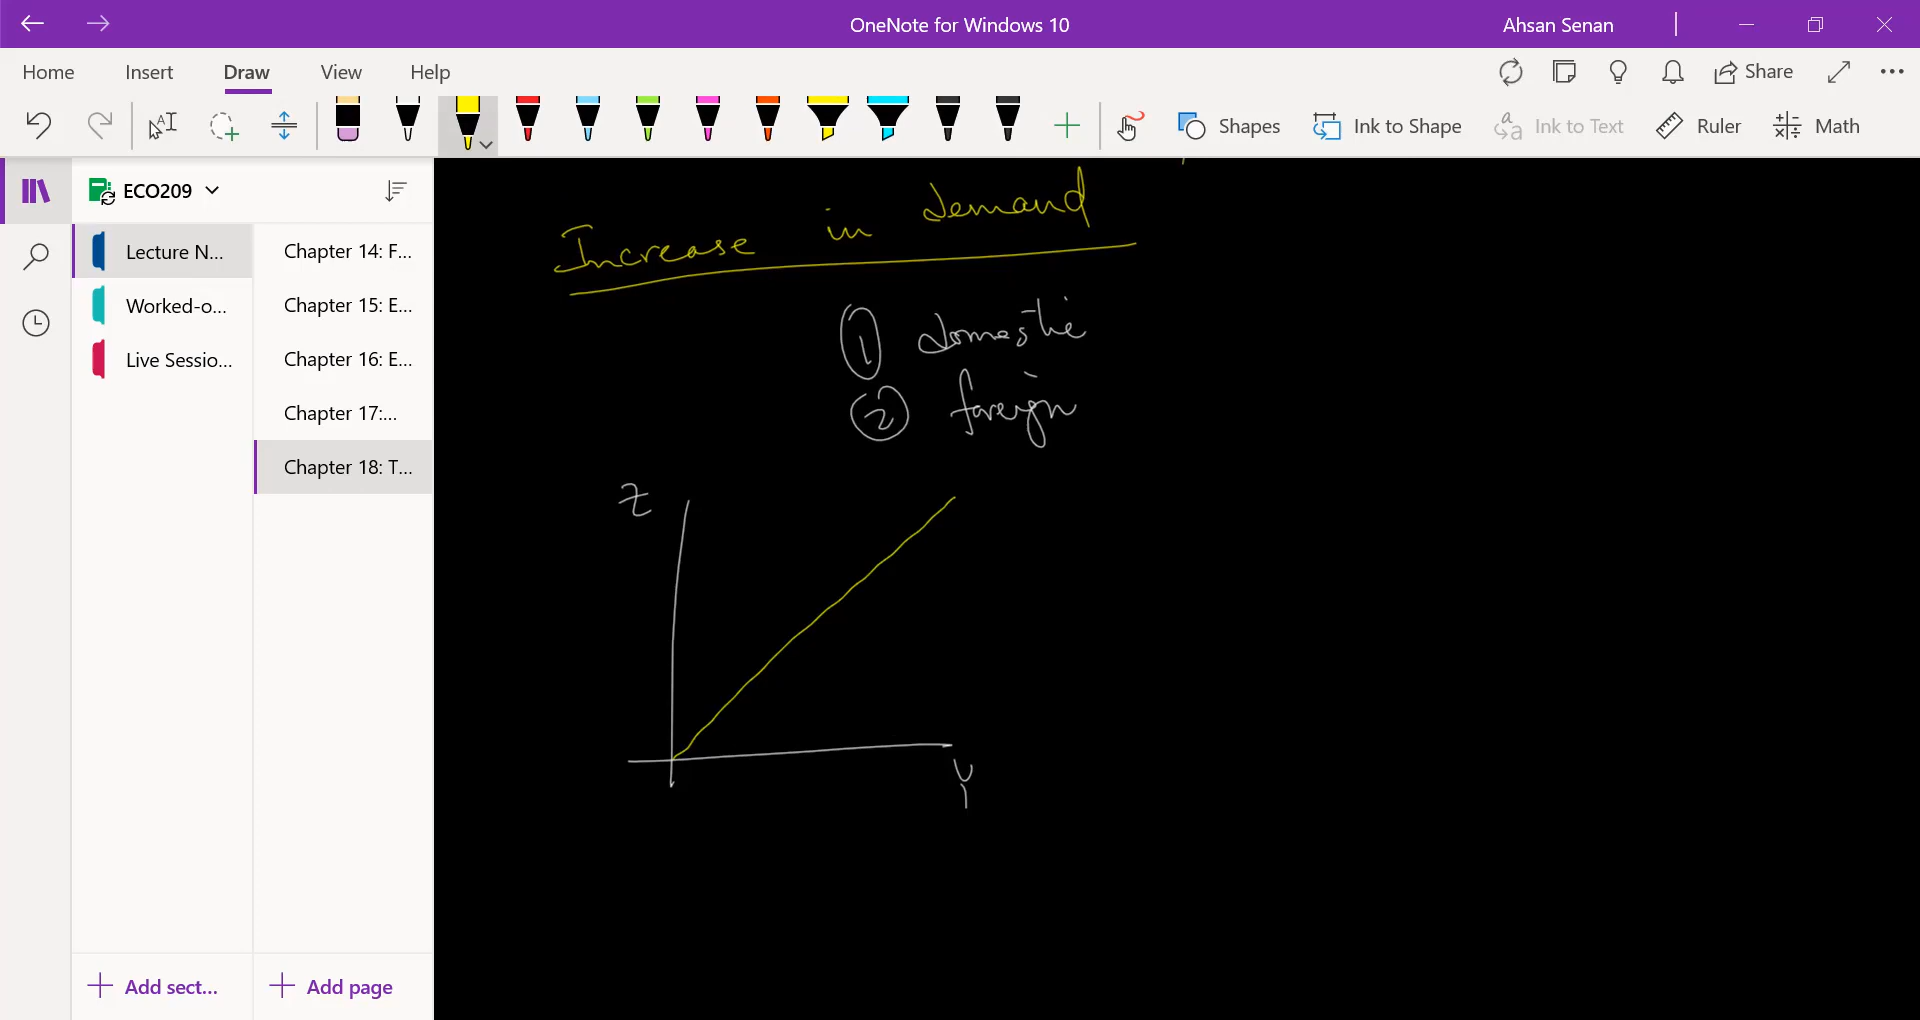 OneNote for Windows 10
Ahsan Senan
Home Insert Draw View Help
Share
Shapes Ink to Shape Ink to Text Ruler Math
ECO209
Lecture N...
Worked-o...
Live Sessio...
Chapter 14: F...
Chapter 15: E...
Chapter 16: E...
Chapter 17:...
Chapter 18: T...
Add sect...
Add page
Increase in demand
1 domestic
2 foreign
Z
Y